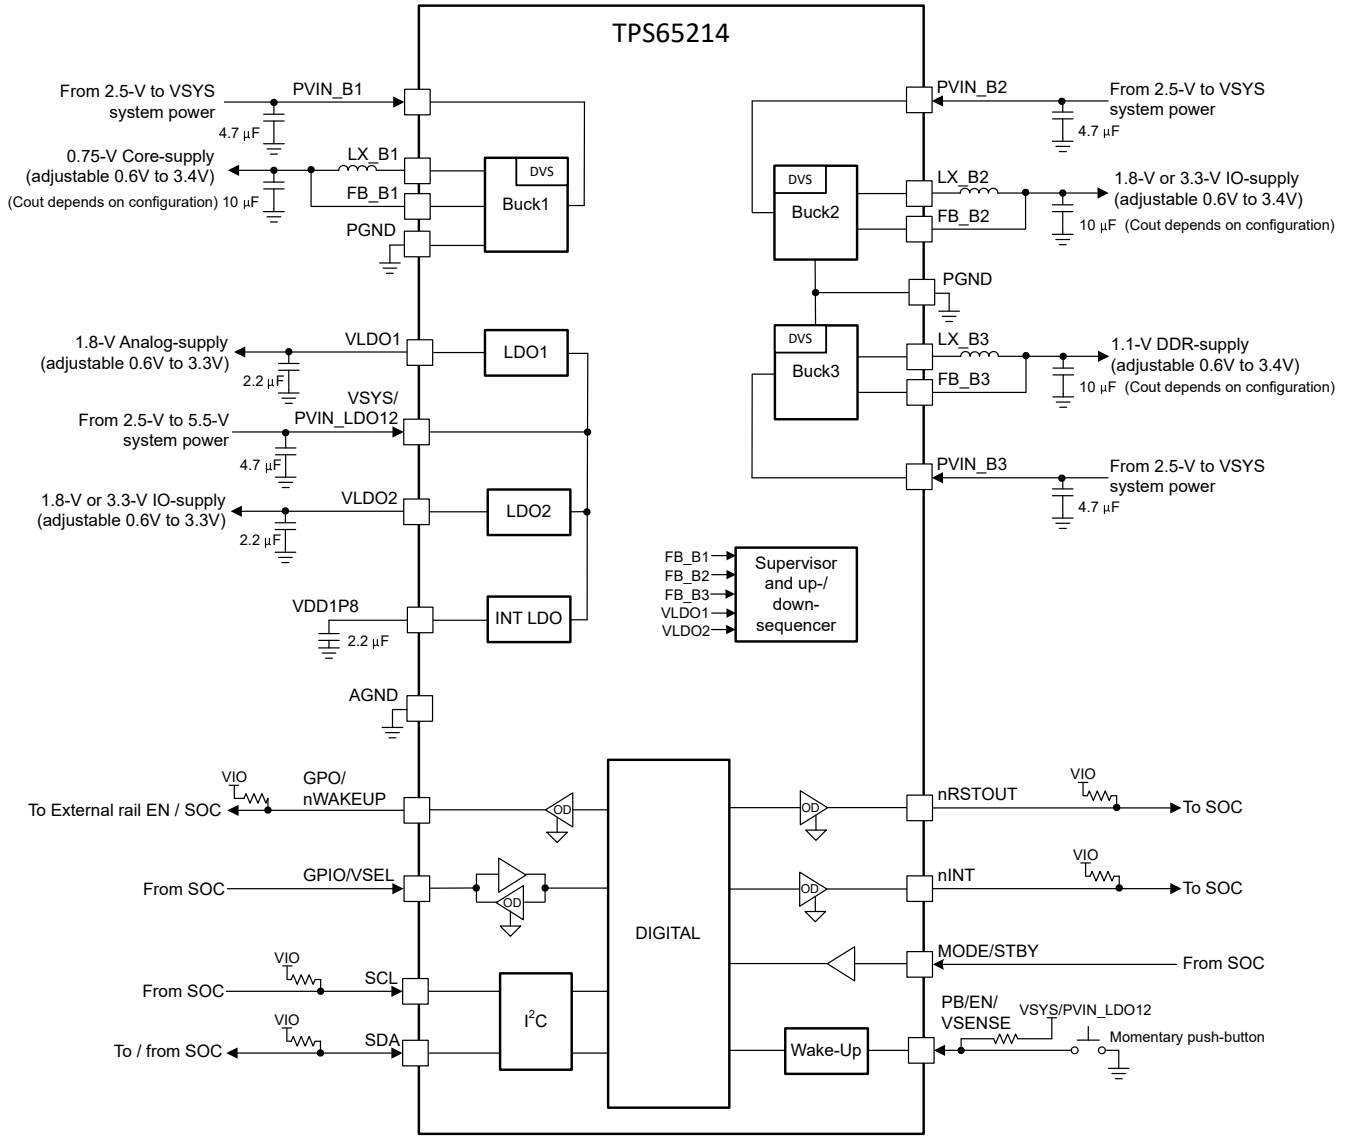 TPS65214
From 2.5-V to VSYS
system power
PVIN_B1
4.7 µF
0.75-V Core-supply
(adjustable 0.6V to 3.4V)
(Cout depends on configuration) 10 µF
LX_B1
FB_B1
PGND
DVS
Buck1
PVIN_B2
From 2.5-V to VSYS
system power
4.7 µF
DVS
Buck2
LX_B2
FB_B2
1.8-V or 3.3-V IO-supply
(adjustable 0.6V to 3.4V)
10 µF (Cout depends on configuration)
PGND
DVS
Buck3
LX_B3
FB_B3
1.1-V DDR-supply
(adjustable 0.6V to 3.4V)
10 µF (Cout depends on configuration)
PVIN_B3
From 2.5-V to VSYS
system power
4.7 µF
1.8-V Analog-supply
(adjustable 0.6V to 3.3V)
VLDO1
2.2 µF
LDO1
From 2.5-V to 5.5-V
system power
VSYS/
PVIN_LDO12
4.7 µF
1.8-V or 3.3-V IO-supply
(adjustable 0.6V to 3.3V)
VLDO2
2.2 µF
LDO2
VDD1P8
2.2 µF
INT LDO
AGND
FB_B1
FB_B2
FB_B3
VLDO1
VLDO2
Supervisor
and up-/
down-
sequencer
VIO
GPO/
nWAKEUP
To External rail EN / SOC
OD
From SOC
GPIO/VSEL
OD
VIO
From SOC
SCL
VIO
To / from SOC
SDA
I²C
DIGITAL
OD
nRSTOUT
VIO
To SOC
OD
nINT
VIO
To SOC
MODE/STBY
From SOC
Wake-Up
PB/EN/
VSENSE
VSYS/PVIN_LDO12
Momentary push-button